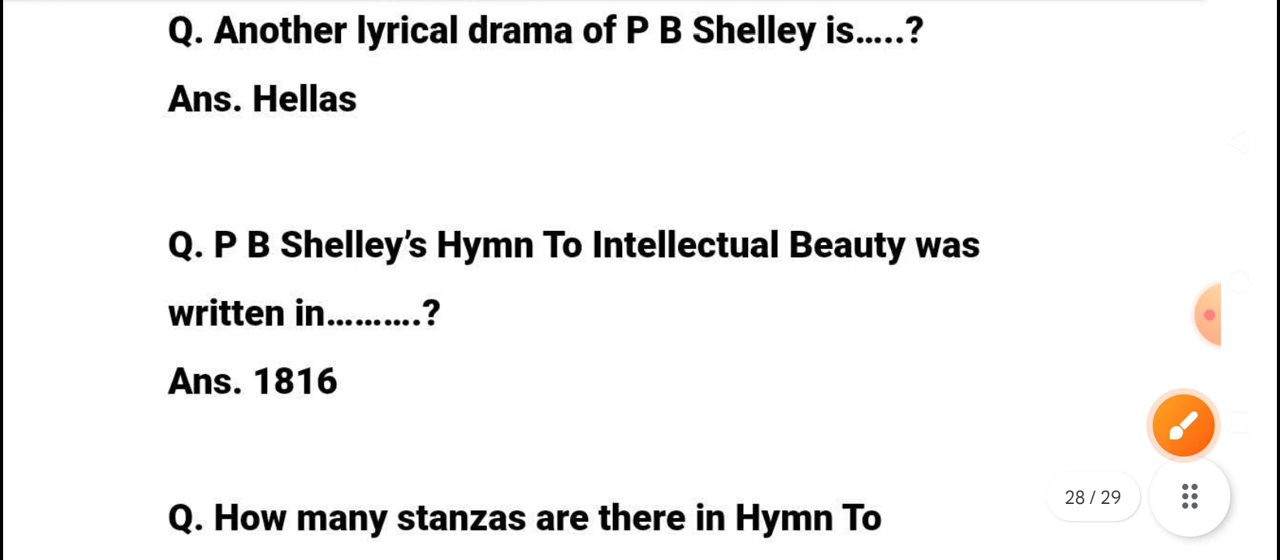 Q. Another lyrical drama of P B Shelley is.....?
Ans. Hellas
Q. P B Shelley’s Hymn To Intellectual Beauty was
written in..........?
Ans. 1816
Q. How many stanzas are there in Hymn To
28 / 29